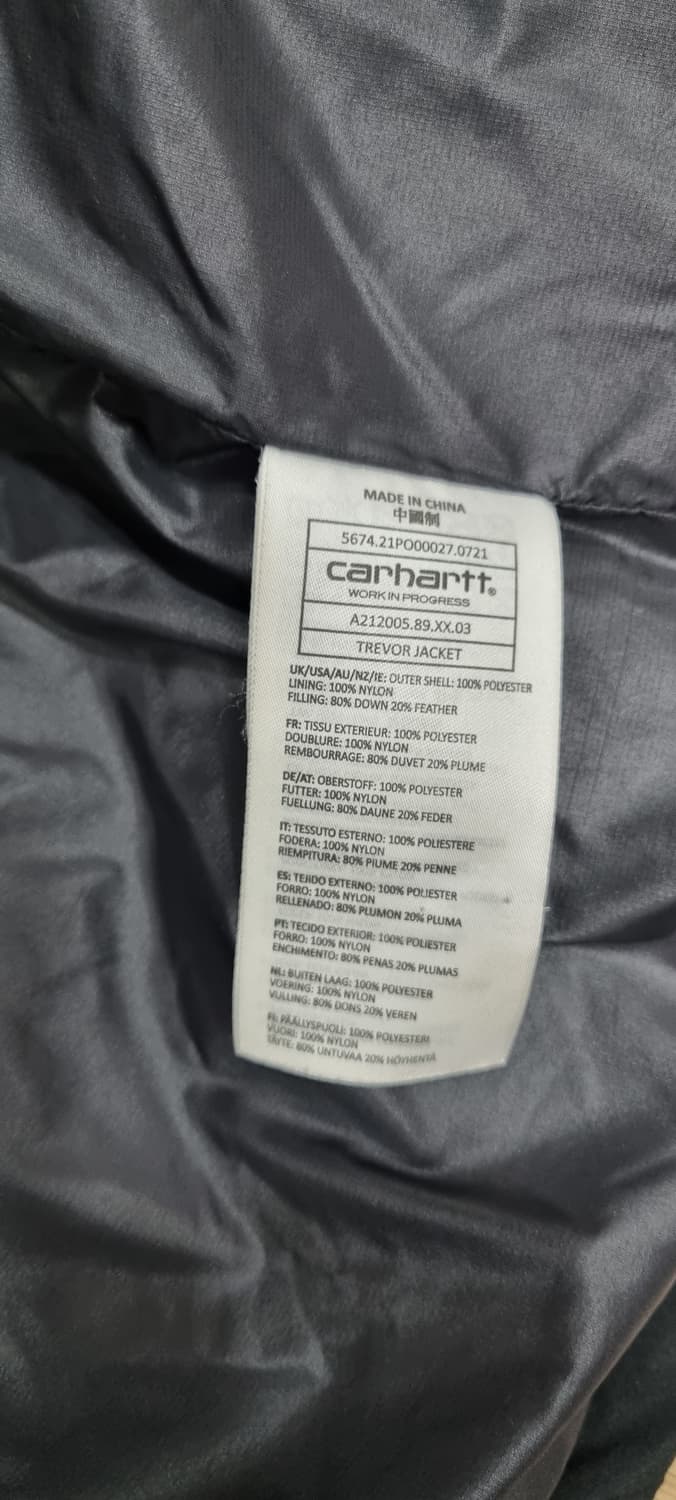 MADE IN CHINA
中國制
5674.21PO00027.0721
carhartt®
WORK IN PROGRESS
A212005.89.XX.03
TREVOR JACKET
UK/USA/AU/NZ/IE: OUTER SHELL: 100% POLYESTER
LINING: 100% NYLON
FILLING: 80% DOWN 20% FEATHER
FR: TISSU EXTERIEUR: 100% POLYESTER
DOUBLURE: 100% NYLON
REMBOURRAGE: 80% DUVET 20% PLUME
DE/AT: OBERSTOFF: 100% POLYESTER
FUTTER: 100% NYLON
FUELLUNG: 80% DAUNE 20% FEDER
IT: TESSUTO ESTERNO: 100% POLIESTERE
FODERA: 100% NYLON
RIEMPITURA: 80% PIUME 20% PENNE
ES: TEJIDO EXTERNO: 100% POLIESTER
FORRO: 100% NYLON
RELLENADO: 80% PLUMON 20% PLUMA
PT: TECIDO EXTERIOR: 100% POLIESTER
FORRO: 100% NYLON
ENCHIMENTO: 80% PENAS 20% PLUMAS
NL: BUITEN LAAG: 100% POLYESTER
VOERING: 100% NYLON
VULLING: 80% DONS 20% VEREN
FI: PÄÄLLYSPUOLI: 100% POLYESTERI
VUORI: 100% NYLON
TÄYTE: 80% UNTUVAA 20% HÖYHENTÄ